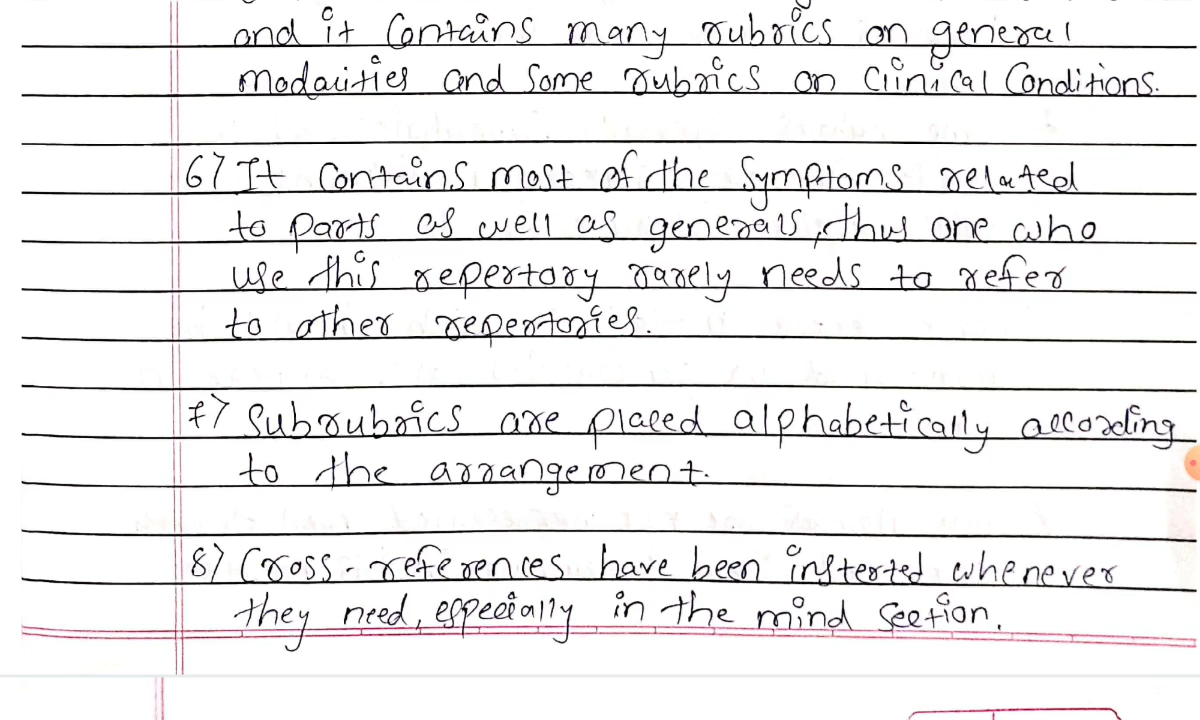 and it Contains many rubrics on general
modalities and Some rubrics on Clinical Conditions.
6) It Contains most of the Symptoms related
to parts as well as generals, thus one who
use this repertory rarely needs to refer
to other repertories.
7) Subrubrics are placed alphabetically according
to the arrangement.
8) Cross-references have been insterted whenever
they need, especially in the mind Section.